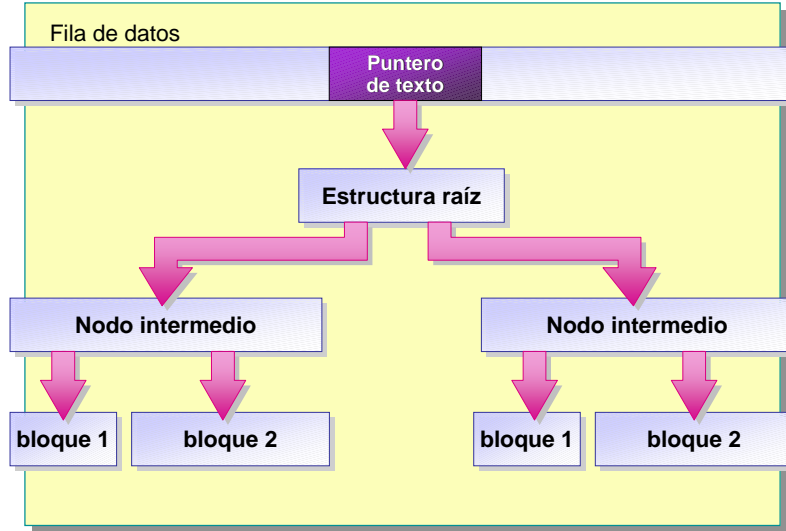 Fila de datos
Puntero
de texto
Estructura raíz
Nodo intermedio
Nodo intermedio
bloque 1
bloque 2
bloque 1
bloque 2